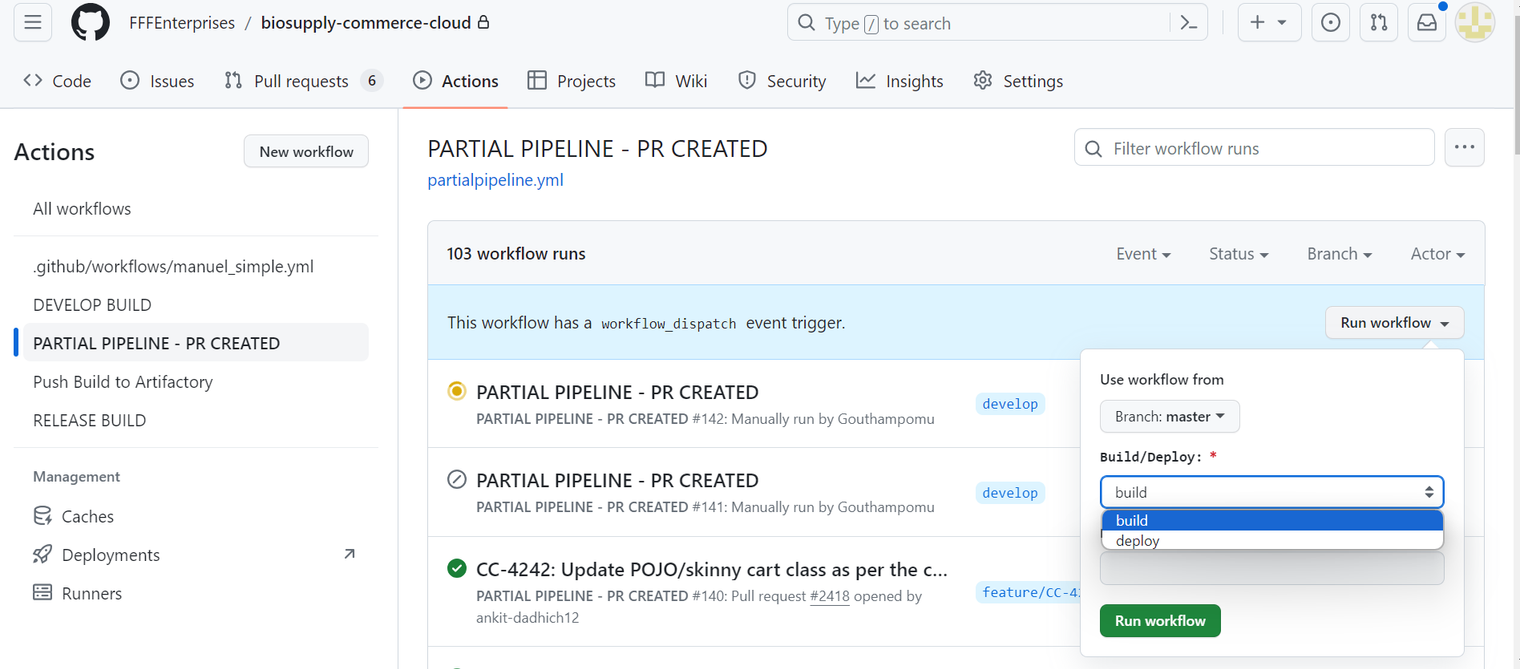 FFFEnterprises / biosupply-commerce-cloud
Type / to search
Code
Issues
Pull requests 6
Actions
Projects
Wiki
Security
Insights
Settings
Actions
New workflow
All workflows
.github/workflows/manuel_simple.yml
DEVELOP BUILD
PARTIAL PIPELINE - PR CREATED
Push Build to Artifactory
RELEASE BUILD
Management
Caches
Deployments
Runners
PARTIAL PIPELINE - PR CREATED
partialpipeline.yml
Filter workflow runs
103 workflow runs
Event
Status
Branch
Actor
This workflow has a workflow_dispatch event trigger.
Run workflow
PARTIAL PIPELINE - PR CREATED
PARTIAL PIPELINE - PR CREATED #142: Manually run by Gouthampomu
develop
PARTIAL PIPELINE - PR CREATED
PARTIAL PIPELINE - PR CREATED #141: Manually run by Gouthampomu
develop
CC-4242: Update POJO/skinny cart class as per the c...
PARTIAL PIPELINE - PR CREATED #140: Pull request #2418 opened by
ankit-dadhich12
feature/CC-42
Use workflow from
Branch: master
Build/Deploy: *
build
build
deploy
Run workflow